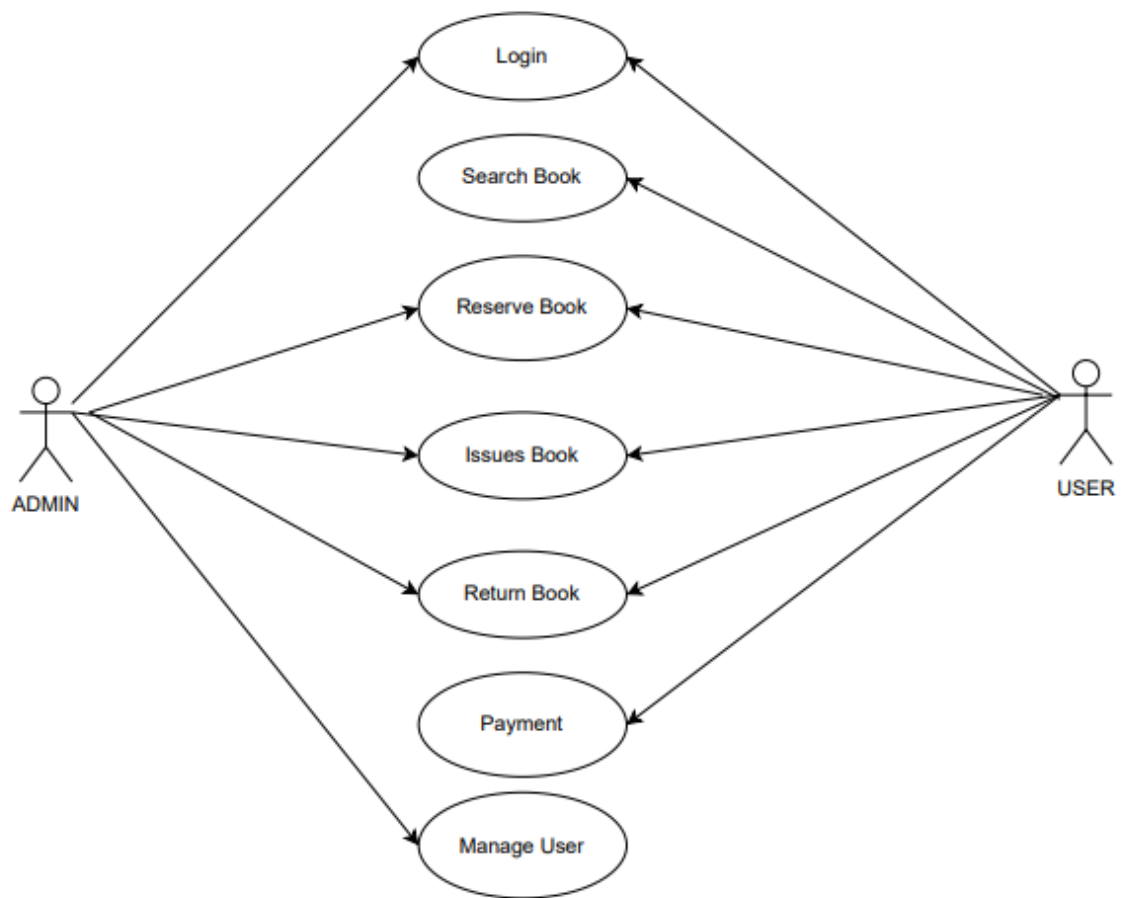 Login
Search Book
Reserve Book
Issues Book
ADMIN
USER
Return Book
Payment
Manage User